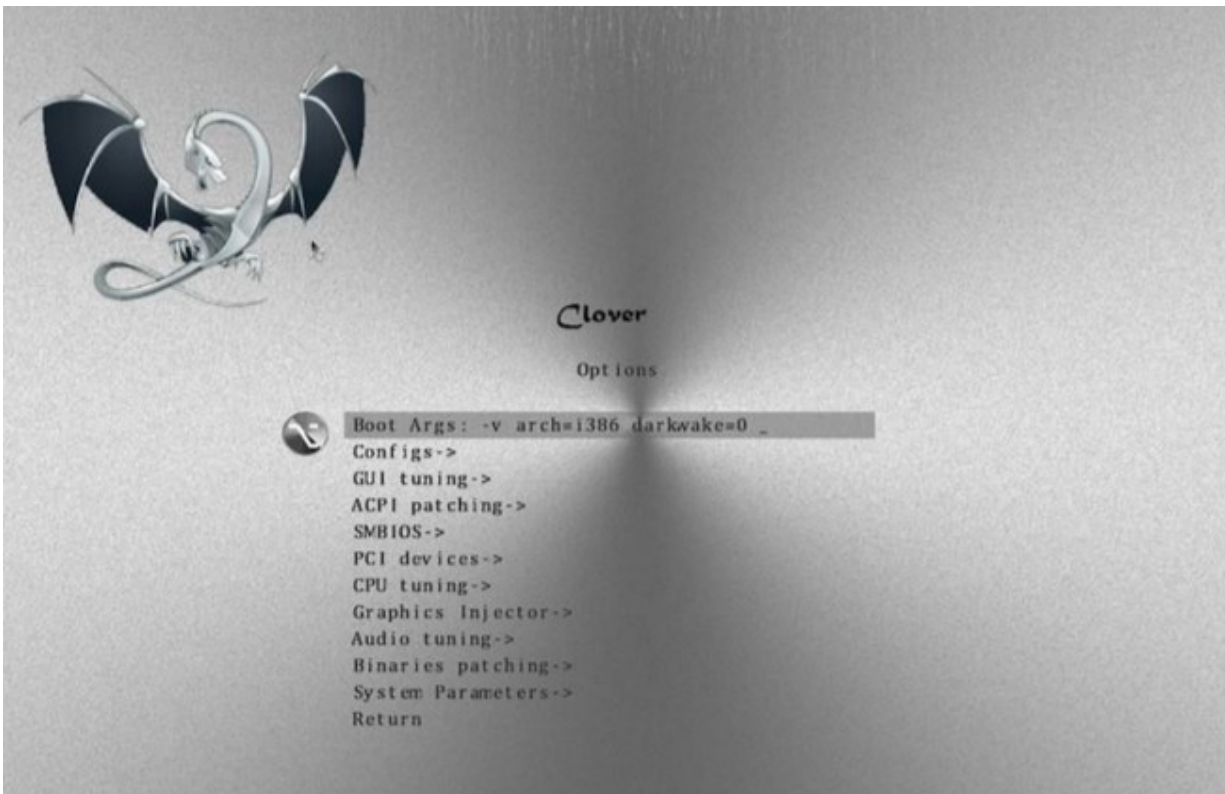 Clover
Options
Boot Args: -v arch=i386 darkwake=0 _
Configs->
GUI tuning->
ACPI patching->
SMBIOS->
PCI devices->
CPU tuning->
Graphics Injector->
Audio tuning->
Binaries patching->
System Parameters->
Return